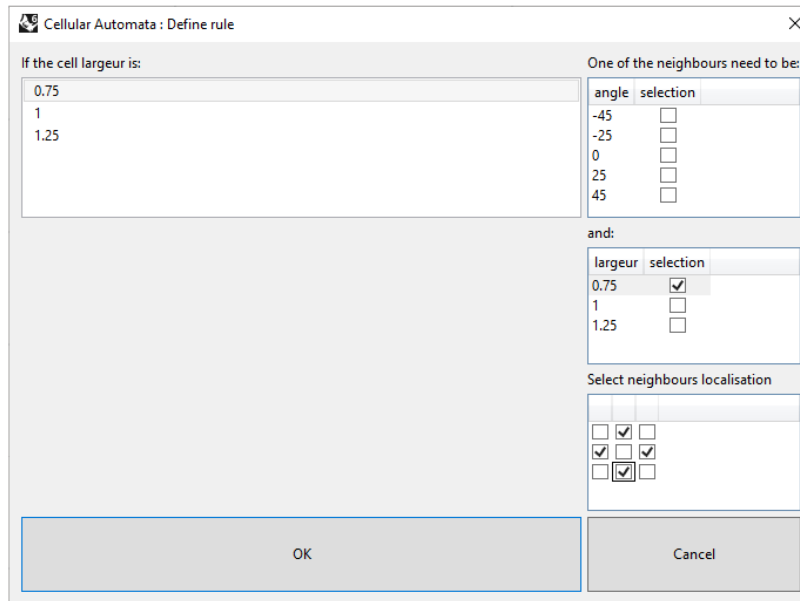 Cellular Automata : Define rule
If the cell largeur is:
0.75
1
1.25
One of the neighbours need to be:
angle selection
-45
-25
0
25
45
and:
largeur selection
0.75
1
1.25
Select neighbours localisation
OK
Cancel